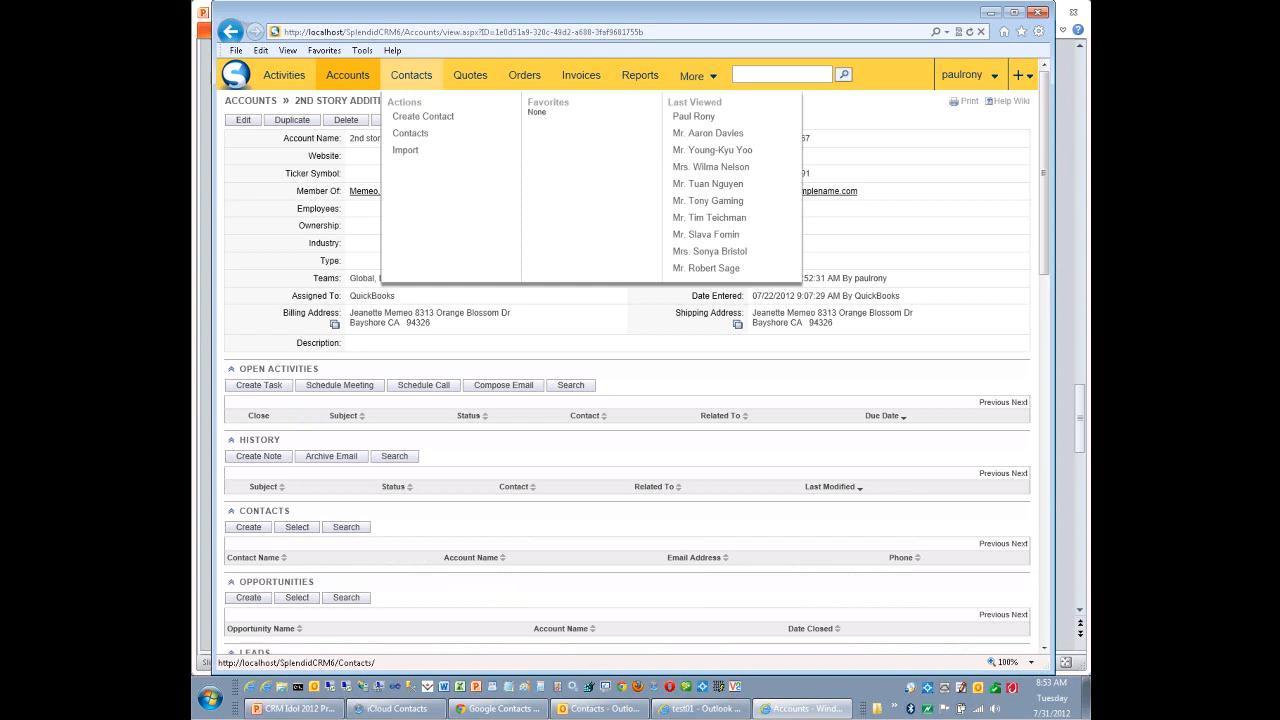 http://localhost/SplendidCRM6/Accounts/view.aspx?ID=1e0d51a9-320c-49d2-a688-3faf9681755b
File Edit View Favorites Tools Help
Activities Accounts Contacts Quotes Orders Invoices Reports More paulrony
ACCOUNTS » 2ND STORY ADDITI
Print Help Wiki
Edit Duplicate Delete
Actions
Create Contact
Contacts
Import
Favorites
None
Last Viewed
Paul Rony
Mr. Aaron Davies
Mr. Young-Kyu Yoo
Mrs. Wilma Nelson
Mr. Tuan Nguyen
Mr. Tony Gaming
Mr. Tim Teichman
Mr. Slava Fomin
Mrs. Sonya Bristol
Mr. Robert Sage
Account Name: 2nd stor 67
Website:
Ticker Symbol: 91
Member Of: Memeo, mplename.com
Employees:
Ownership:
Industry:
Type:
Teams: Global, 52:31 AM By paulrony
Assigned To: QuickBooks Date Entered: 07/22/2012 9:07:29 AM By QuickBooks
Billing Address: Jeanette Memeo 8313 Orange Blossom Dr Shipping Address: Jeanette Memeo 8313 Orange Blossom Dr
Bayshore CA 94326 Bayshore CA 94326
Description:
OPEN ACTIVITIES
Create Task Schedule Meeting Schedule Call Compose Email Search
Previous Next
Close Subject Status Contact Related To Due Date
HISTORY
Create Note Archive Email Search
Previous Next
Subject Status Contact Related To Last Modified
CONTACTS
Create Select Search
Previous Next
Contact Name Account Name Email Address Phone
OPPORTUNITIES
Create Select Search
Previous Next
Opportunity Name Account Name Date Closed
LEADS
http://localhost/SplendidCRM6/Contacts/ 100%
8:53 AM
Tuesday
7/31/2012
CRM Idol 2012 Pr... iCloud Contacts Google Contacts ... Contacts - Outlo... test01 - Outlook ... Accounts - Wind...